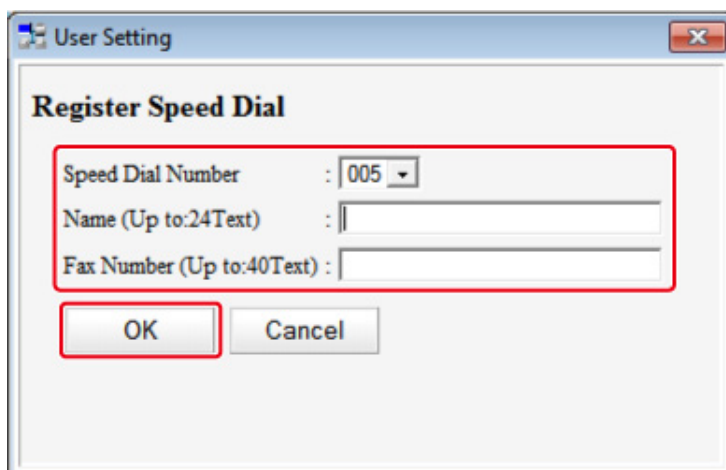 User Setting
Register Speed Dial
Speed Dial Number : 005
Name (Up to:24Text) :
Fax Number (Up to:40Text) :
OK Cancel